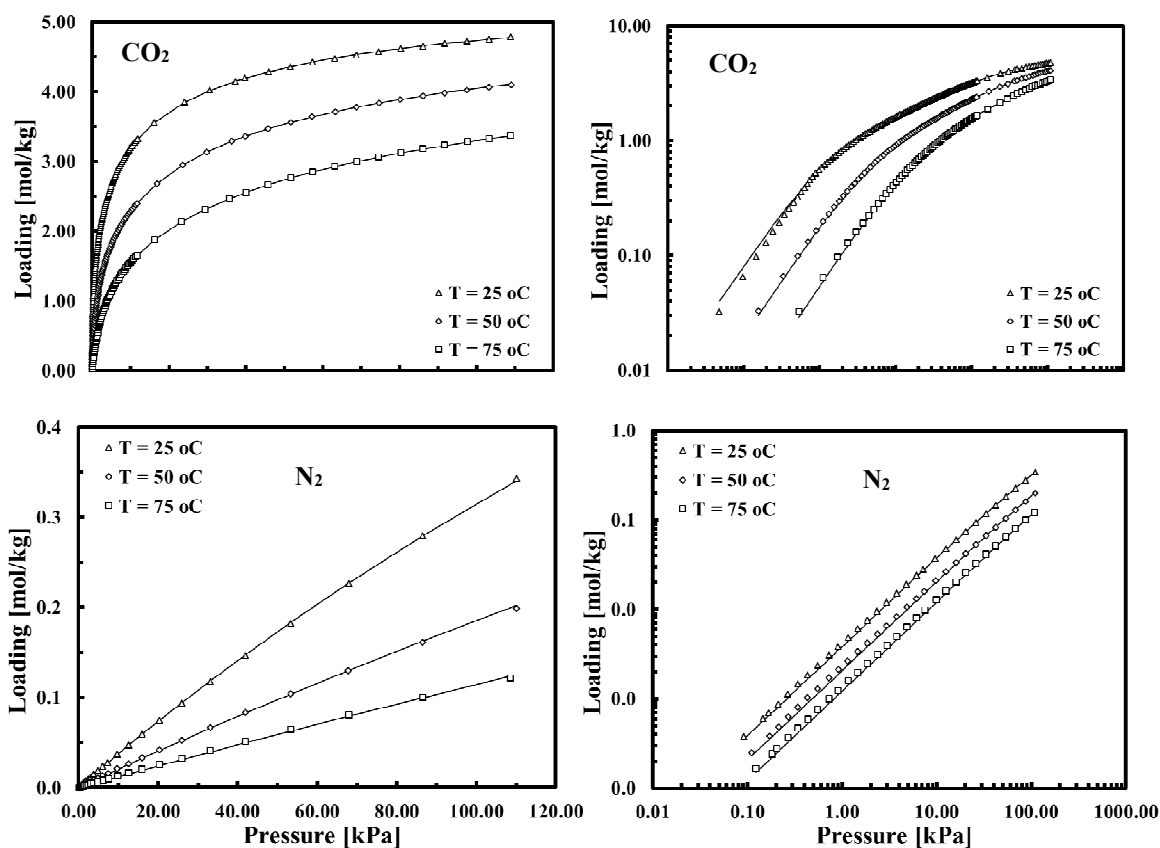 5.00
4.00
3.00
2.00
1.00
0.00
Loading [mol/kg]
CO2
T = 25 oC
T = 50 oC
T = 75 oC
10.00
1.00
0.10
0.01
Loading [mol/kg]
CO2
T = 25 oC
T = 50 oC
T = 75 oC
0.4
0.3
0.2
0.1
0.0
Loading [mol/kg]
T = 25 oC
T = 50 oC
T = 75 oC
N2
0.00 20.00 40.00 60.00 80.00 100.00 120.00
Pressure [kPa]
1.0
0.1
0.0
0.0
0.0
Loading [mol/kg]
T = 25 oC
T = 50 oC
T = 75 oC
N2
0.01 0.10 1.00 10.00 100.00 1000.00
Pressure [kPa]